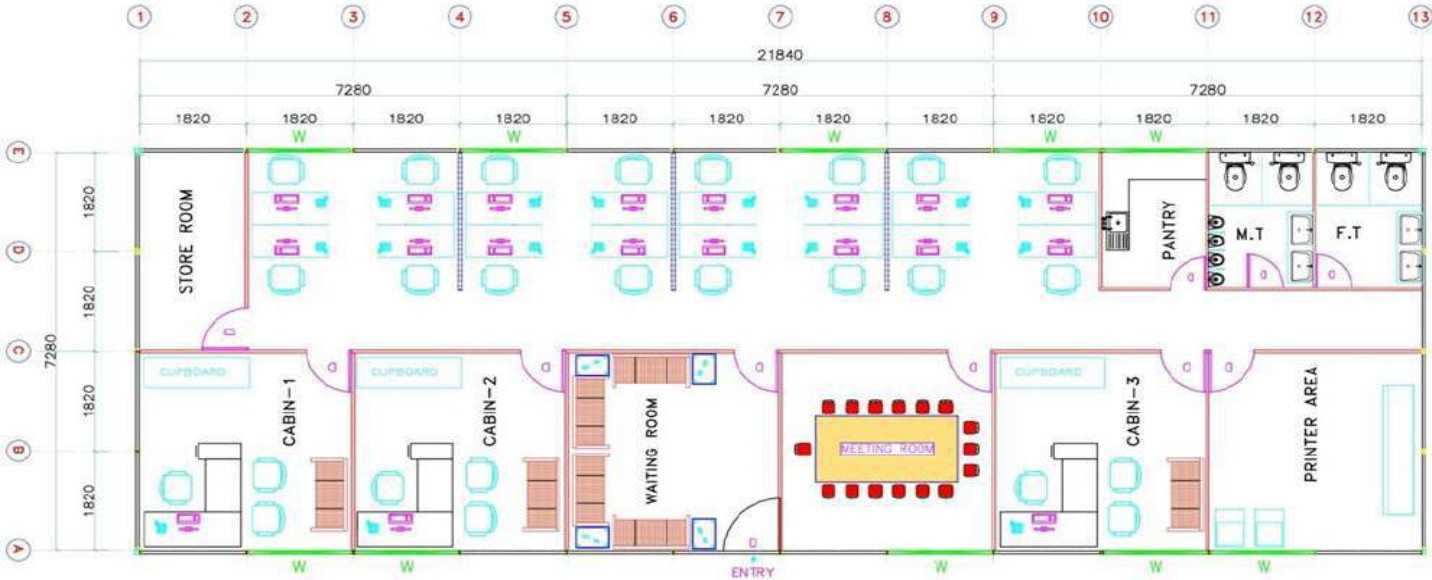 1 2 3 4 5 6 7 8 9 10 11 12 13
21840
7280 7280 7280
1820 1820 1820 1820 1820 1820 1820 1820 1820 1820 1820 1820
W W W W W
E
D
C
B
A
1820
1820
1820
1820
7280
STORE ROOM
PANTRY
M.T
F.T
CUPBOARD
CABIN-1
CUPBOARD
CABIN-2
WAITING ROOM
MEETING ROOM
CUPBOARD
CABIN-3
PRINTER AREA
W W W W W
ENTRY